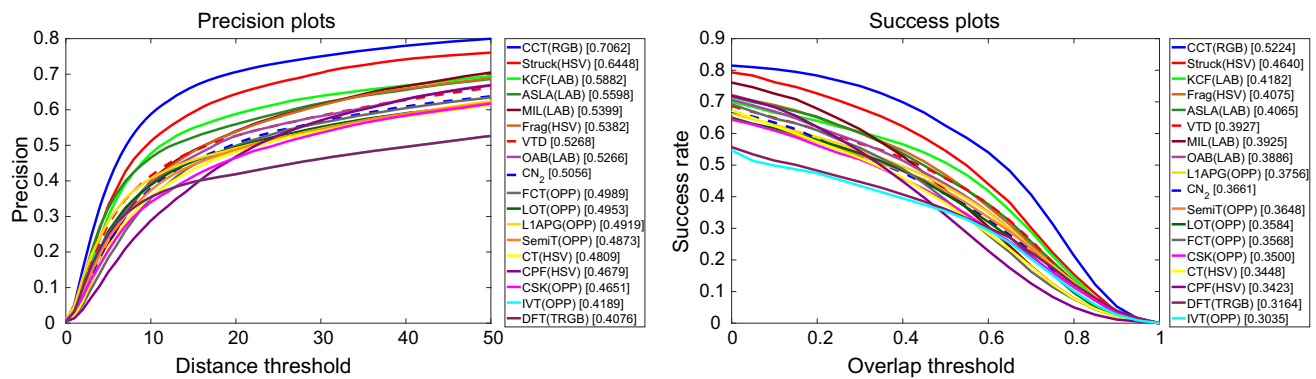 Precision plots
Precision
0.8
0.7
0.6
0.5
0.4
0.3
0.2
0.1
0
0 10 20 30 40 50
Distance threshold
CCT(RGB) [0.7062]
Struck(HSV) [0.6448]
KCF(LAB) [0.5882]
ASLA(LAB) [0.5598]
MIL(LAB) [0.5399]
Frag(HSV) [0.5382]
VTD [0.5268]
OAB(LAB) [0.5266]
CN2 [0.5056]
FCT(OPP) [0.4989]
LOT(OPP) [0.4953]
L1APG(OPP) [0.4919]
SemiT(OPP) [0.4873]
CT(HSV) [0.4809]
CPF(HSV) [0.4679]
CSK(OPP) [0.4651]
IVT(OPP) [0.4189]
DFT(TRGB) [0.4076]
Success plots
Success rate
0.9
0.8
0.7
0.6
0.5
0.4
0.3
0.2
0.1
0
0 0.2 0.4 0.6 0.8 1
Overlap threshold
CCT(RGB) [0.5224]
Struck(HSV) [0.4640]
KCF(LAB) [0.4182]
Frag(HSV) [0.4075]
ASLA(LAB) [0.4065]
VTD [0.3927]
MIL(LAB) [0.3925]
OAB(LAB) [0.3886]
L1APG(OPP) [0.3756]
CN2 [0.3661]
SemiT(OPP) [0.3648]
LOT(OPP) [0.3584]
FCT(OPP) [0.3568]
CSK(OPP) [0.3500]
CT(HSV) [0.3448]
CPF(HSV) [0.3423]
DFT(TRGB) [0.3164]
IVT(OPP) [0.3035]